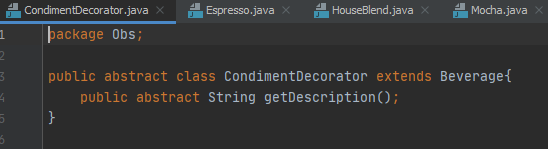 CondimentDecorator.java Espresso.java HouseBlend.java Mocha.java
1 package Obs;
2
3 public abstract class CondimentDecorator extends Beverage{
4 public abstract String getDescription();
5 }
6